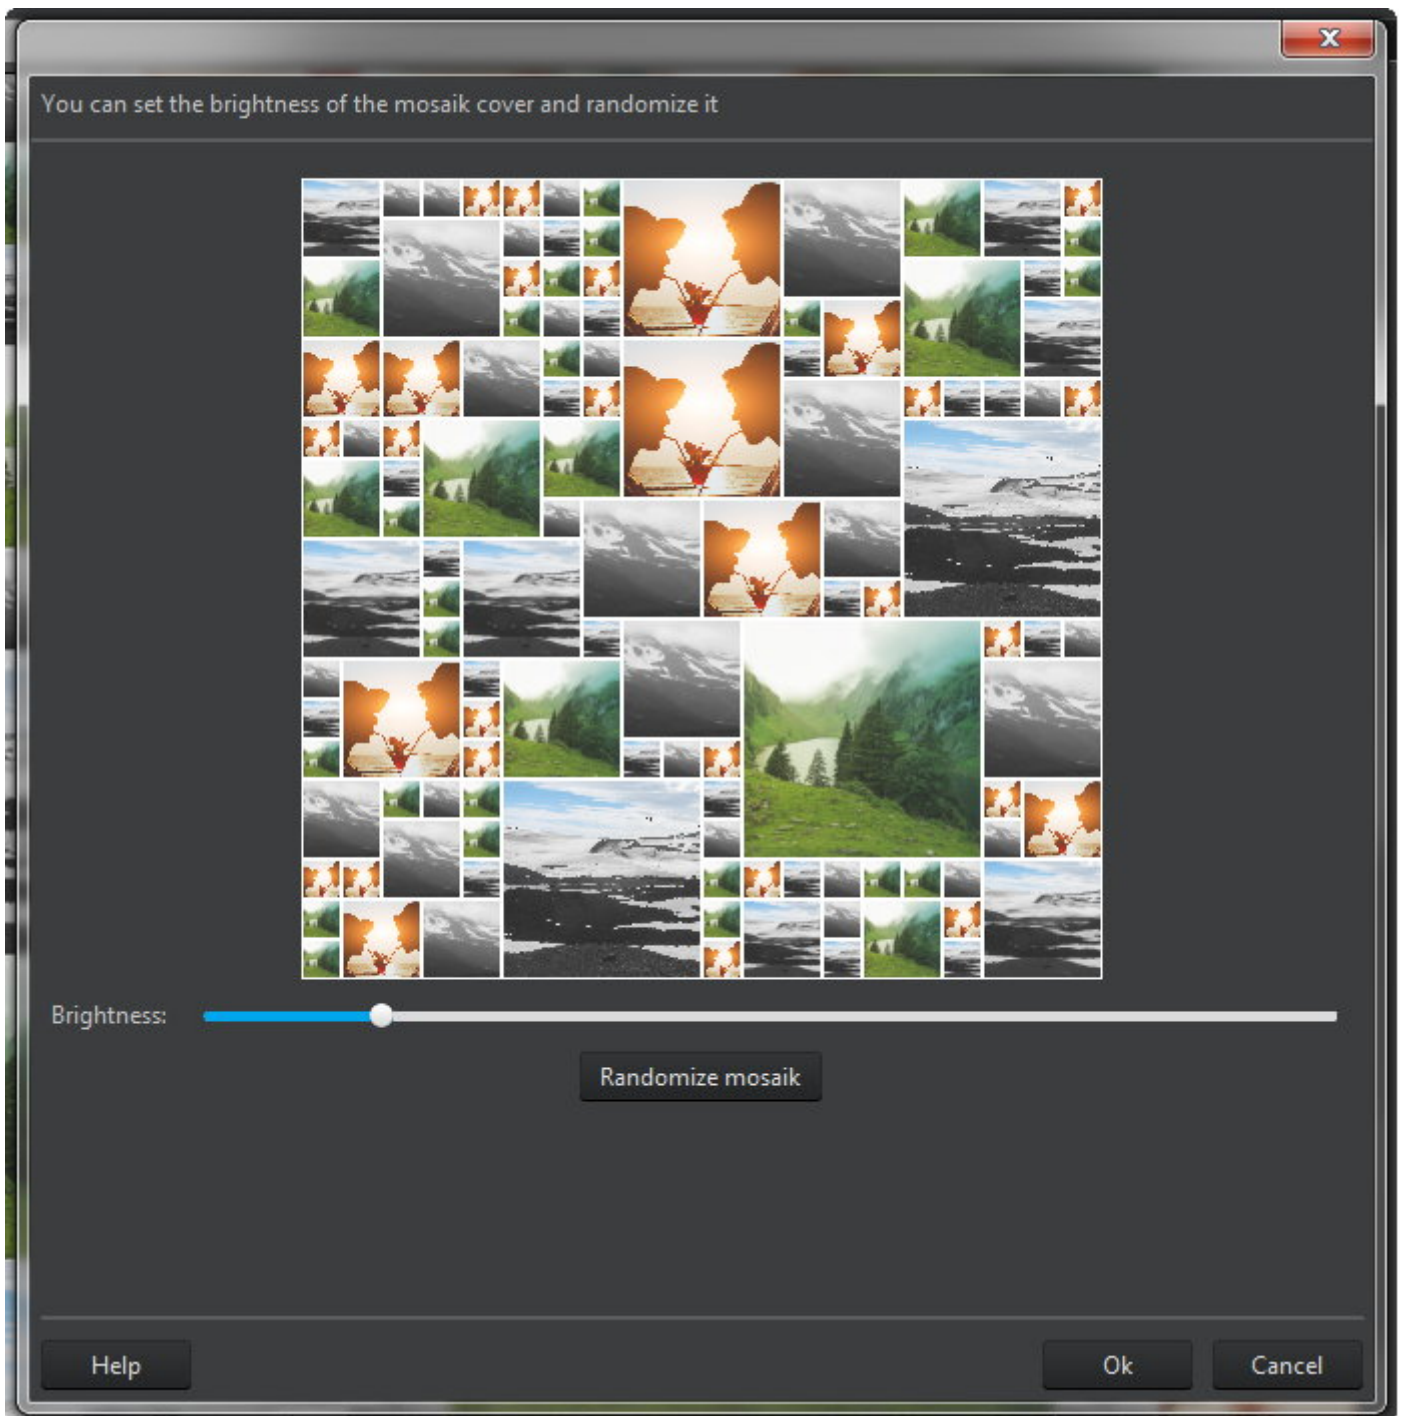 You can set the brightness of the mosaik cover and randomize it
Brightness:
Randomize mosaik
Help
Ok
Cancel